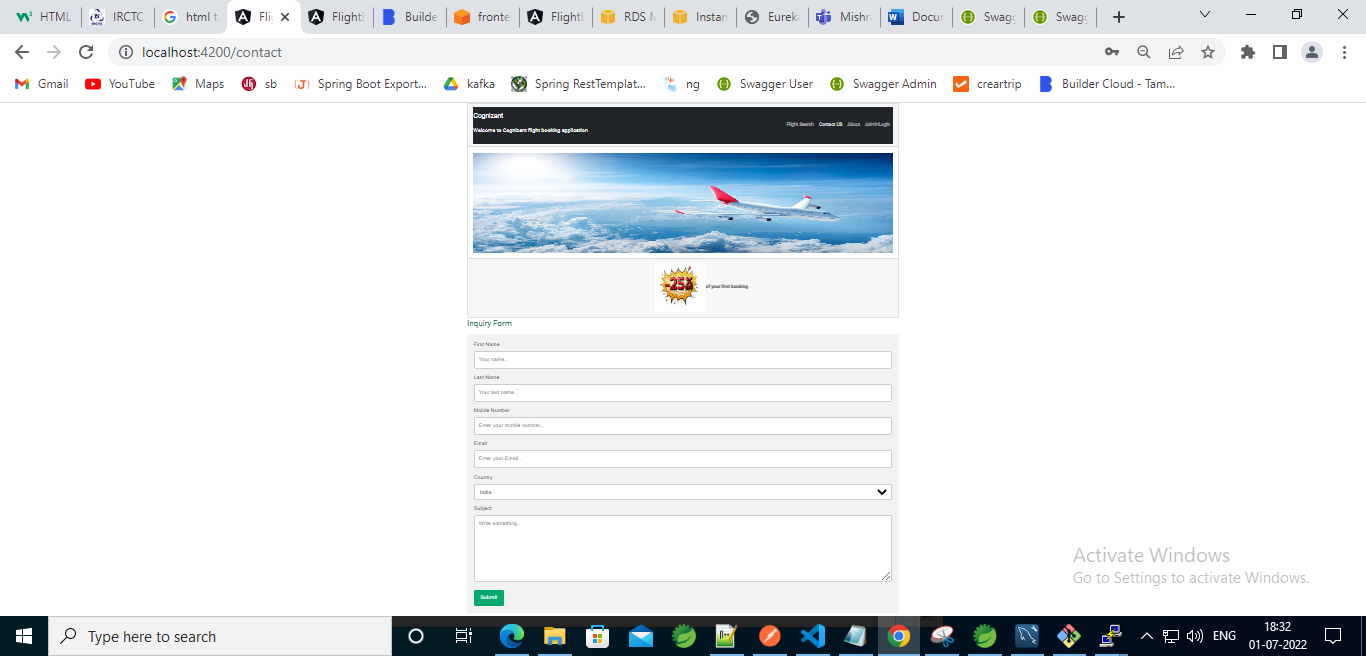 HTML
IRCTC
html t
Fli
Flight
Builde
fronte
Flight
RDS M
Instan
Eureka
Mishra
Docur
Swagg
Swagg
localhost:4200/contact
Gmail
YouTube
Maps
sb
Spring Boot Export...
kafka
Spring RestTemplat...
ng
Swagger User
Swagger Admin
creartrip
Builder Cloud - Tam...
Cognizant
Welcome to Cognizant flight booking application
Flight Search
Contact US
About
AdminLogin
-25%
of your first booking
Inquiry Form
First Name
Your name..
Last Name
Your last name..
Mobile Number
Enter your mobile number..
Email
Enter your Email..
Country
India
Subject
Write something..
Submit
Activate Windows
Go to Settings to activate Windows.
Type here to search
ENG
18:32
01-07-2022